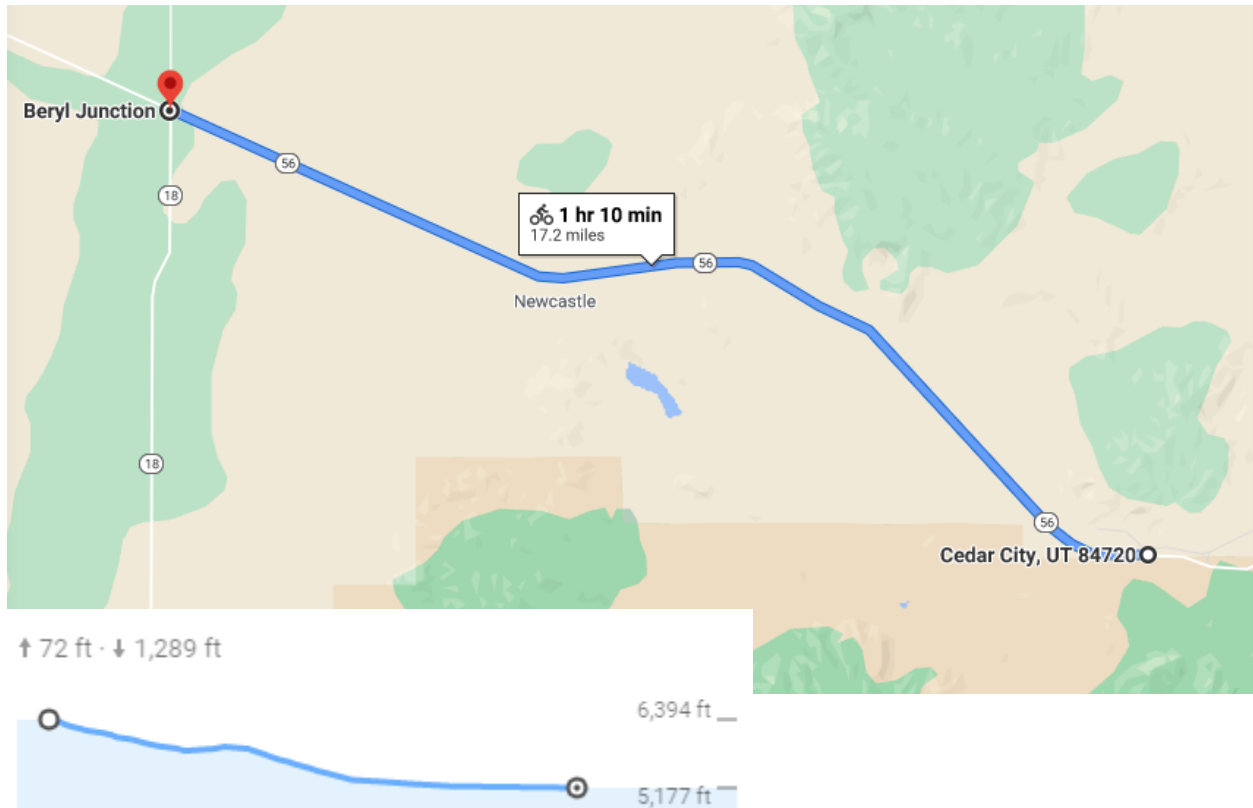 Beryl Junction
56
18
1 hr 10 min
17.2 miles
56
Newcastle
18
56
Cedar City, UT 84720
↑ 72 ft · ↓ 1,289 ft
6,394 ft
5,177 ft